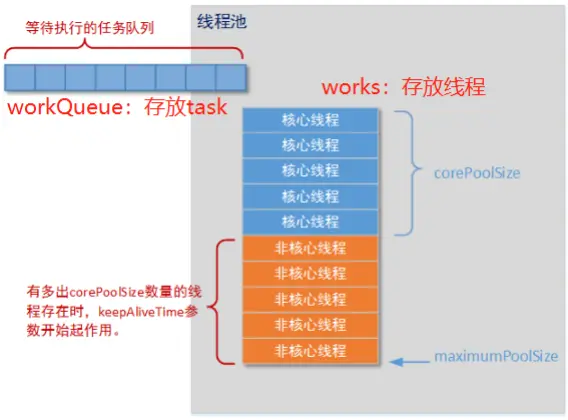 等待执行的任务队列
线程池
workQueue：存放task
works：存放线程
核心线程
核心线程
核心线程
核心线程
核心线程
corePoolSize
非核心线程
非核心线程
非核心线程
非核心线程
非核心线程
有多出corePoolSize数量的线
程存在时，keepAliveTime参
数开始起作用。
maximumPoolSize